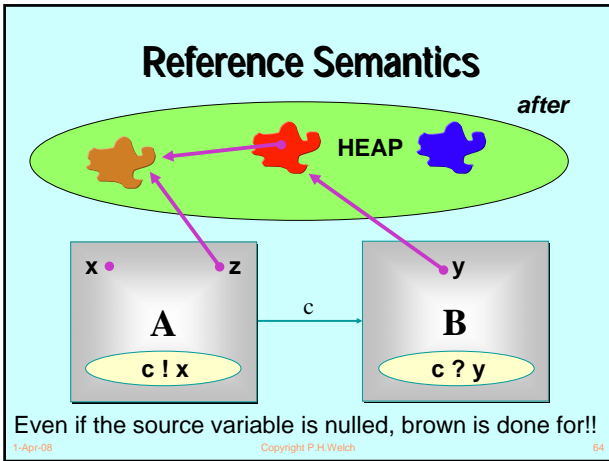 Reference Semantics
after
HEAP
x
z
y
c
A
B
c ! x
c ? y
Even if the source variable is nulled, brown is done for!!
1-Apr-08
Copyright P.H.Welch
64